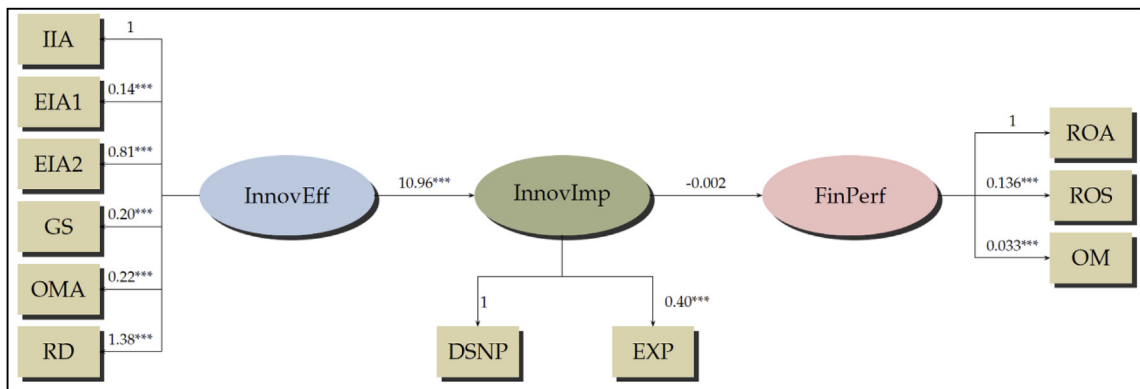 IIA
1
EIA1
0.14***
EIA2
0.81***
GS
0.20***
OMA
0.22***
RD
1.38***
InnovEff
10.96***
InnovImp
-0.002
FinPerf
1
DSNP
0.40***
EXP
1
ROA
0.136***
ROS
0.033***
OM